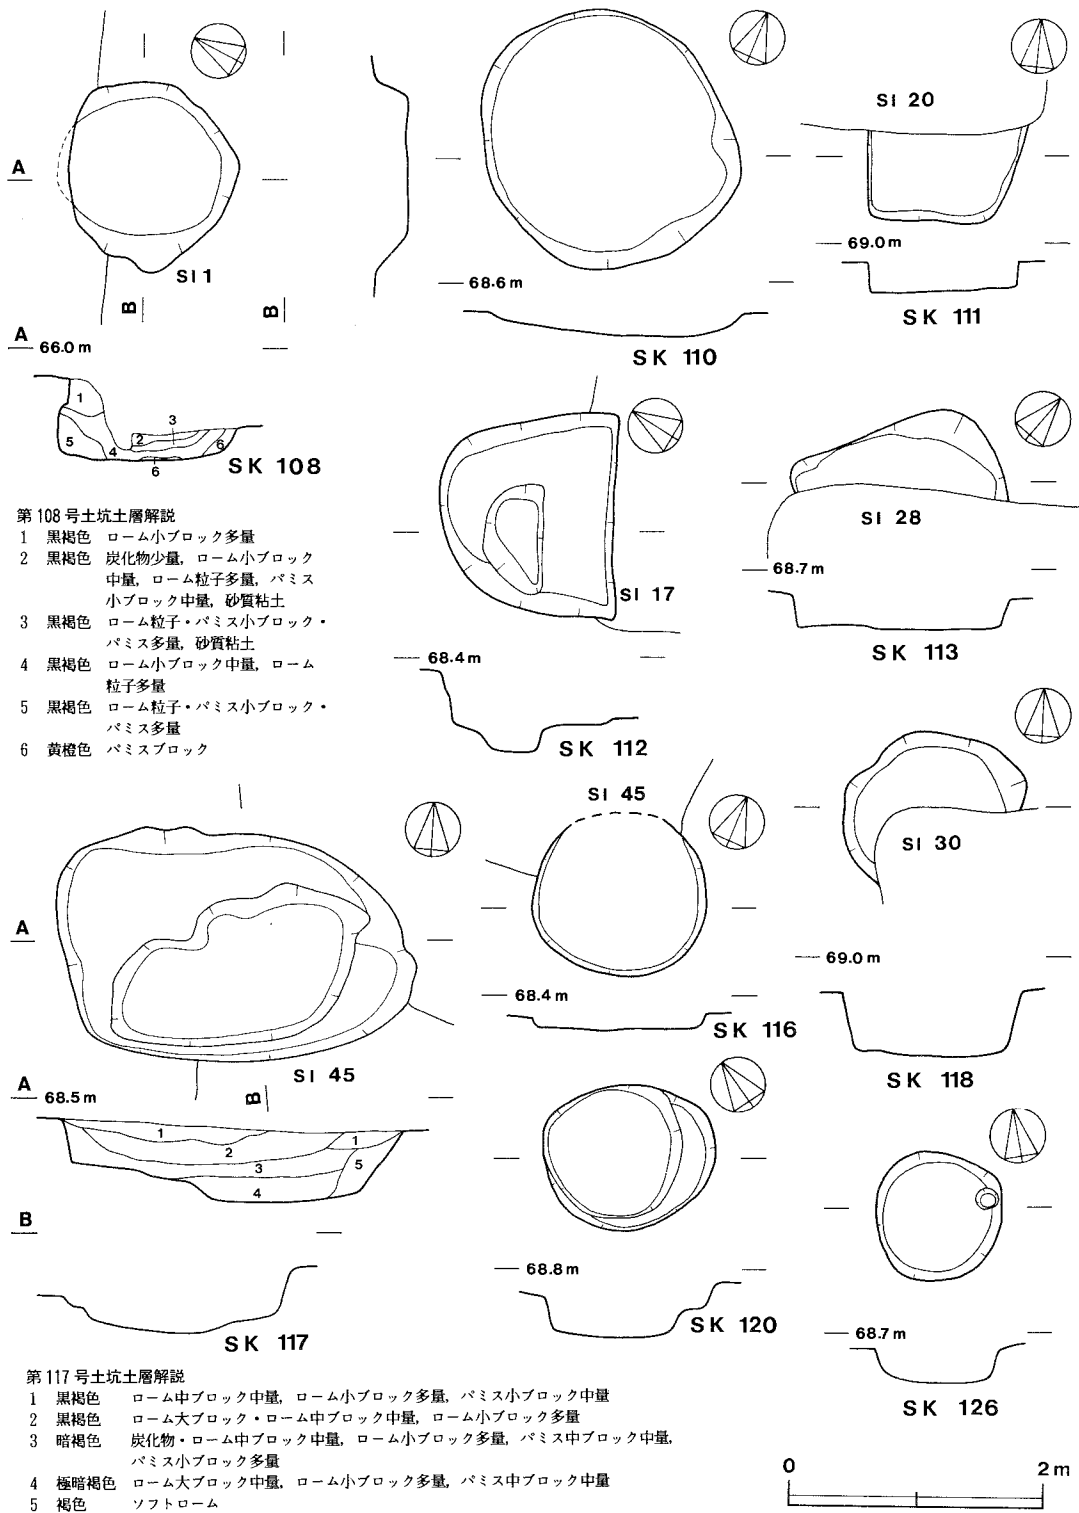 A
SI 1
B
B
A
66.0m
1
3
2
5
4
6
6
SK 108
68.6m
SK 110
SI 20
69.0m
SK 111
第108号土坑土層解説
1 黒褐色 ローム小ブロック多量
2 黒褐色 炭化物少量，ローム小ブロック
中量，ローム粒子多量，パミス
小ブロック中量，砂質粘土
3 黒褐色 ローム粒子・パミス小ブロック・
パミス多量，砂質粘土
4 黒褐色 ローム小ブロック中量，ローム
粒子多量
5 黒褐色 ローム粒子・パミス小ブロック・
パミス多量
6 黄橙色 パミスブロック
SI 17
68.4m
SK 112
SI 28
68.7m
SK 113
A
SI 45
A
68.5m
B
1
2
1
3
5
4
B
SK 117
SI 45
68.4m
SK 116
SI 30
69.0m
SK 118
68.8m
SK 120
68.7m
SK 126
第117号土坑土層解説
1 黒褐色 ローム中ブロック中量，ローム小ブロック多量，パミス小ブロック中量
2 黒褐色 ローム大ブロック・ローム中ブロック中量，ローム小ブロック多量
3 暗褐色 炭化物・ローム中ブロック中量，ローム小ブロック多量，パミス中ブロック中量，
パミス小ブロック多量
4 極暗褐色 ローム大ブロック中量，ローム小ブロック多量，パミス中ブロック中量
5 褐色 ソフトローム
0 2m